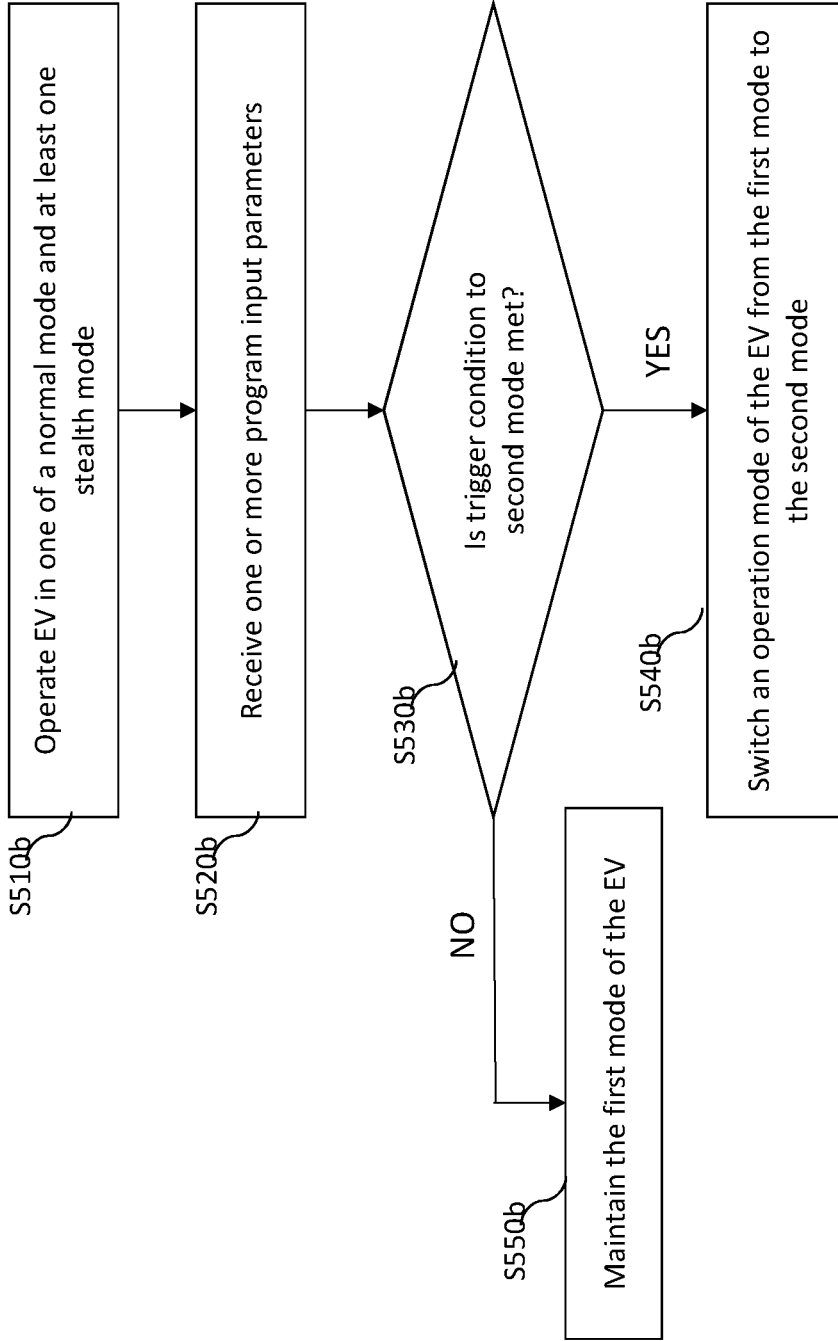 S510b
Operate EV in one of a normal mode and at least one
stealth mode
S520b
Receive one or more program input parameters
S530b
Is trigger condition to
second mode met?
NO
YES
S550b
Maintain the first mode of the EV
S540b
Switch an operation mode of the EV from the first mode to
the second mode